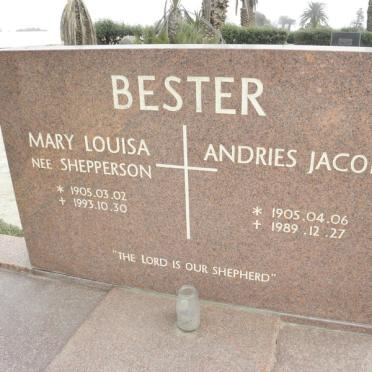 BESTER
MARY LOUISA
NEE SHEPPERSON
* 1905.03.02
+ 1993.10.30
ANDRIES JACO
* 1905.04.06
+ 1989.12.27
"THE LORD IS OUR SHEPHERD"